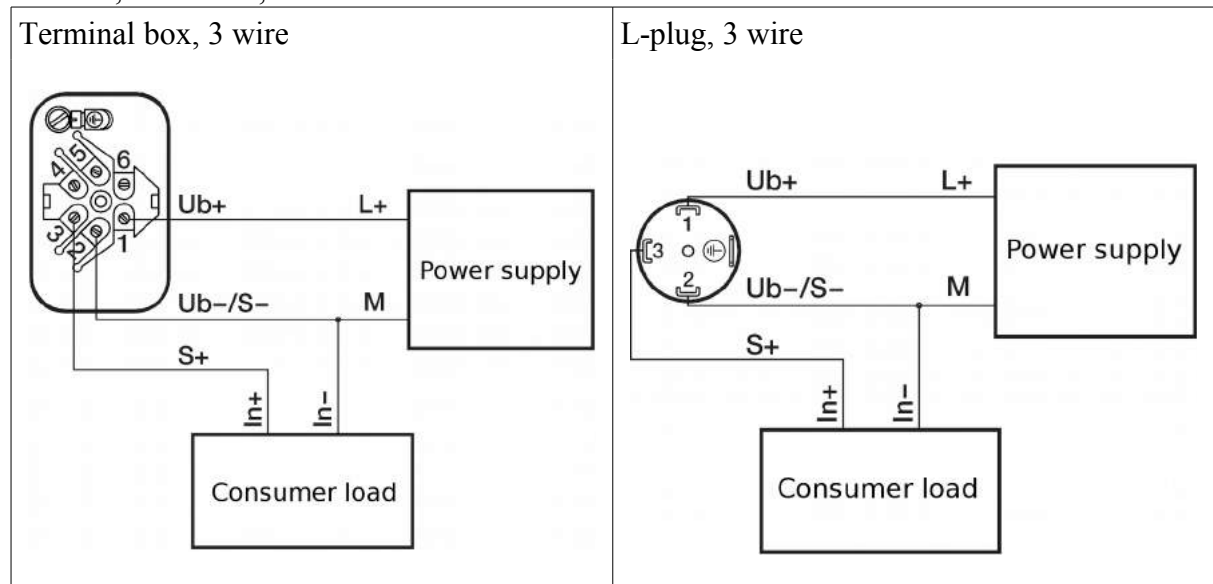 Terminal box, 3 wire
4 5 6
3 2 1
Ub+ L+
Power supply
Ub−/S− M
S+
In+ In−
Consumer load
L-plug, 3 wire
Ub+ L+
1
3
2
Power supply
Ub−/S− M
S+
In+ In−
Consumer load